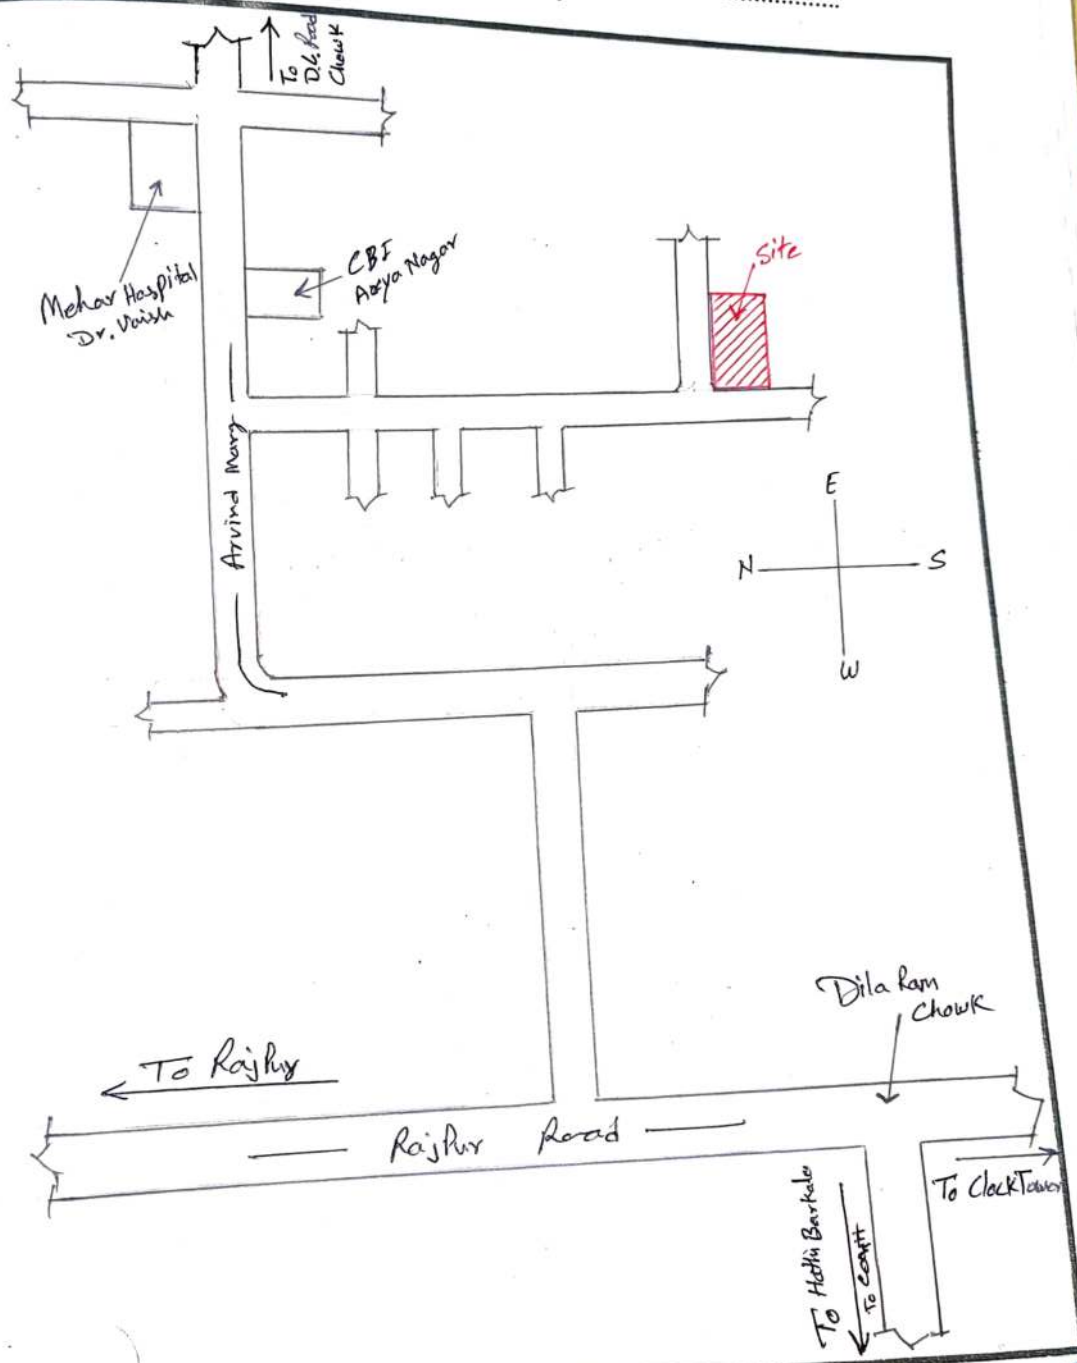 To
D.L. Road
Chowk
Mehar Hospital
Dr. Vaish
CBI
Arya Nagar
Site
Arvind Marg
E
N
S
W
Dila Ram
Chowk
To Rajpur
Rajpur Road
To Clock Tower
To Hathi Barkala
To Cantt